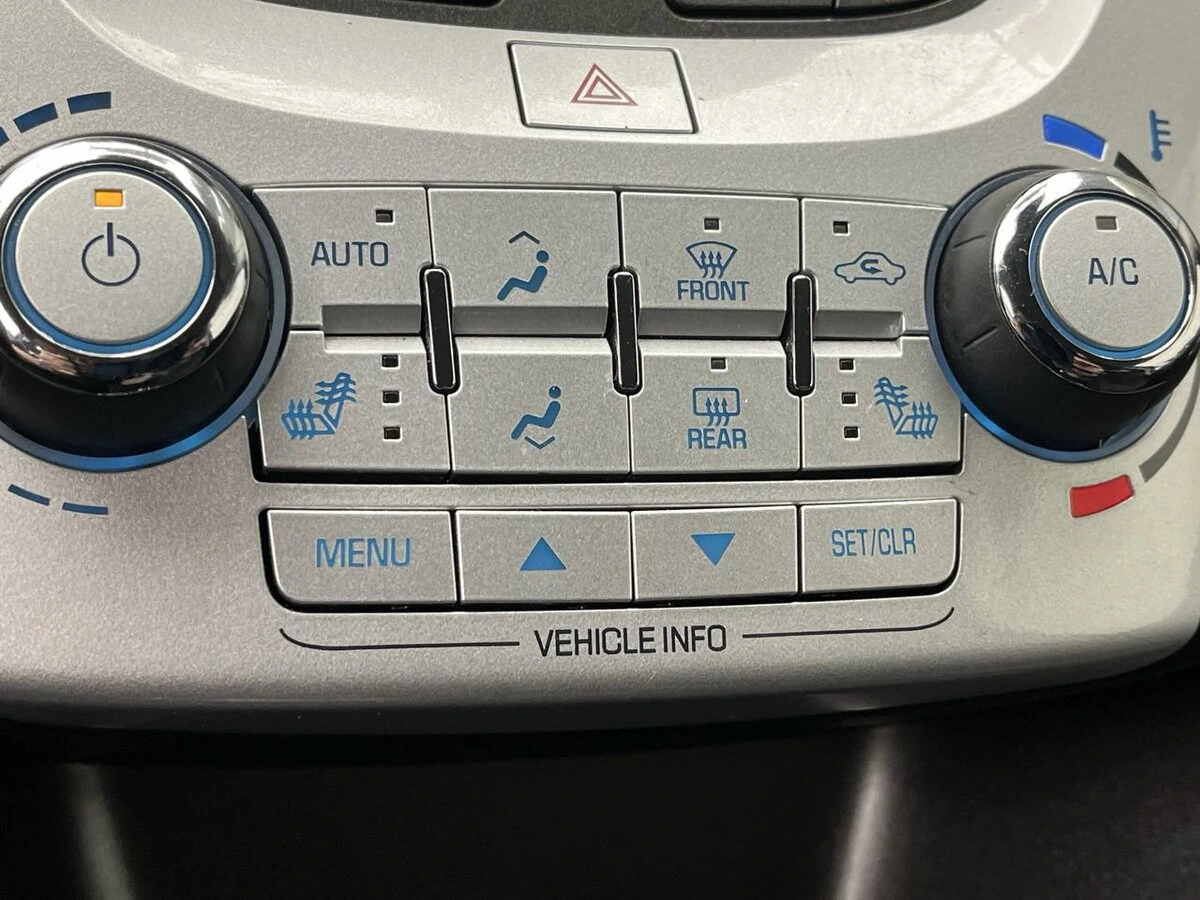 AUTO
FRONT
A/C
REAR
MENU
SET/CLR
VEHICLE INFO